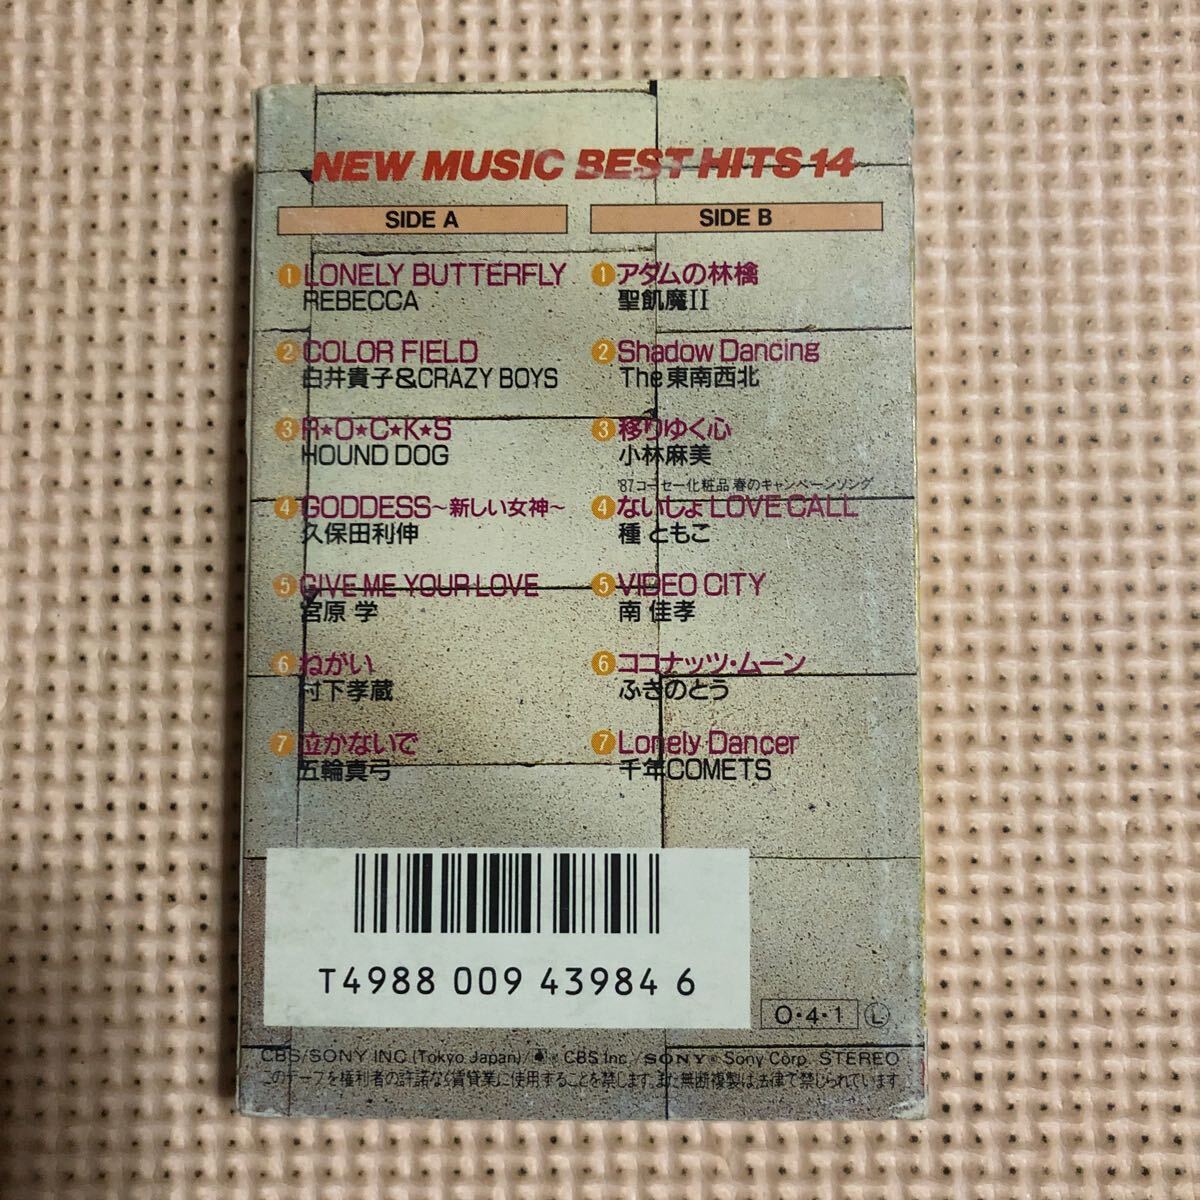 NEW MUSIC BEST HITS 14
SIDE A
1 LONELY BUTTERFLY
REBECCA
2 COLOR FIELD
白井貴子&CRAZY BOYS
3 R★O★C★K★S
HOUND DOG
4 GODDESS～新しい女神～
久保田利伸
5 GIVE ME YOUR LOVE
宮原 学
6 ねがい
村下孝蔵
7 泣かないで
五輪真弓
SIDE B
1 アダムの林檎
聖飢魔II
2 Shadow Dancing
The 東南西北
3 移りゆく心
小林麻美
'87コーセー化粧品 春のキャンペーンソング
4 ないしょ LOVE CALL
種 ともこ
5 VIDEO CITY
南 佳孝
6 ココナッツ・ムーン
ふきのとう
7 Lonely Dancer
千年COMETS
T4988 009 43984 6
O・4・1 L
CBS/SONY INC (Tokyo Japan)/ ® CBS Inc./SONY ® Sony Corp. STEREO
このテープを権利者の許諾なく賃貸業に使用することを禁じます。また無断複製は法律で禁じられています。